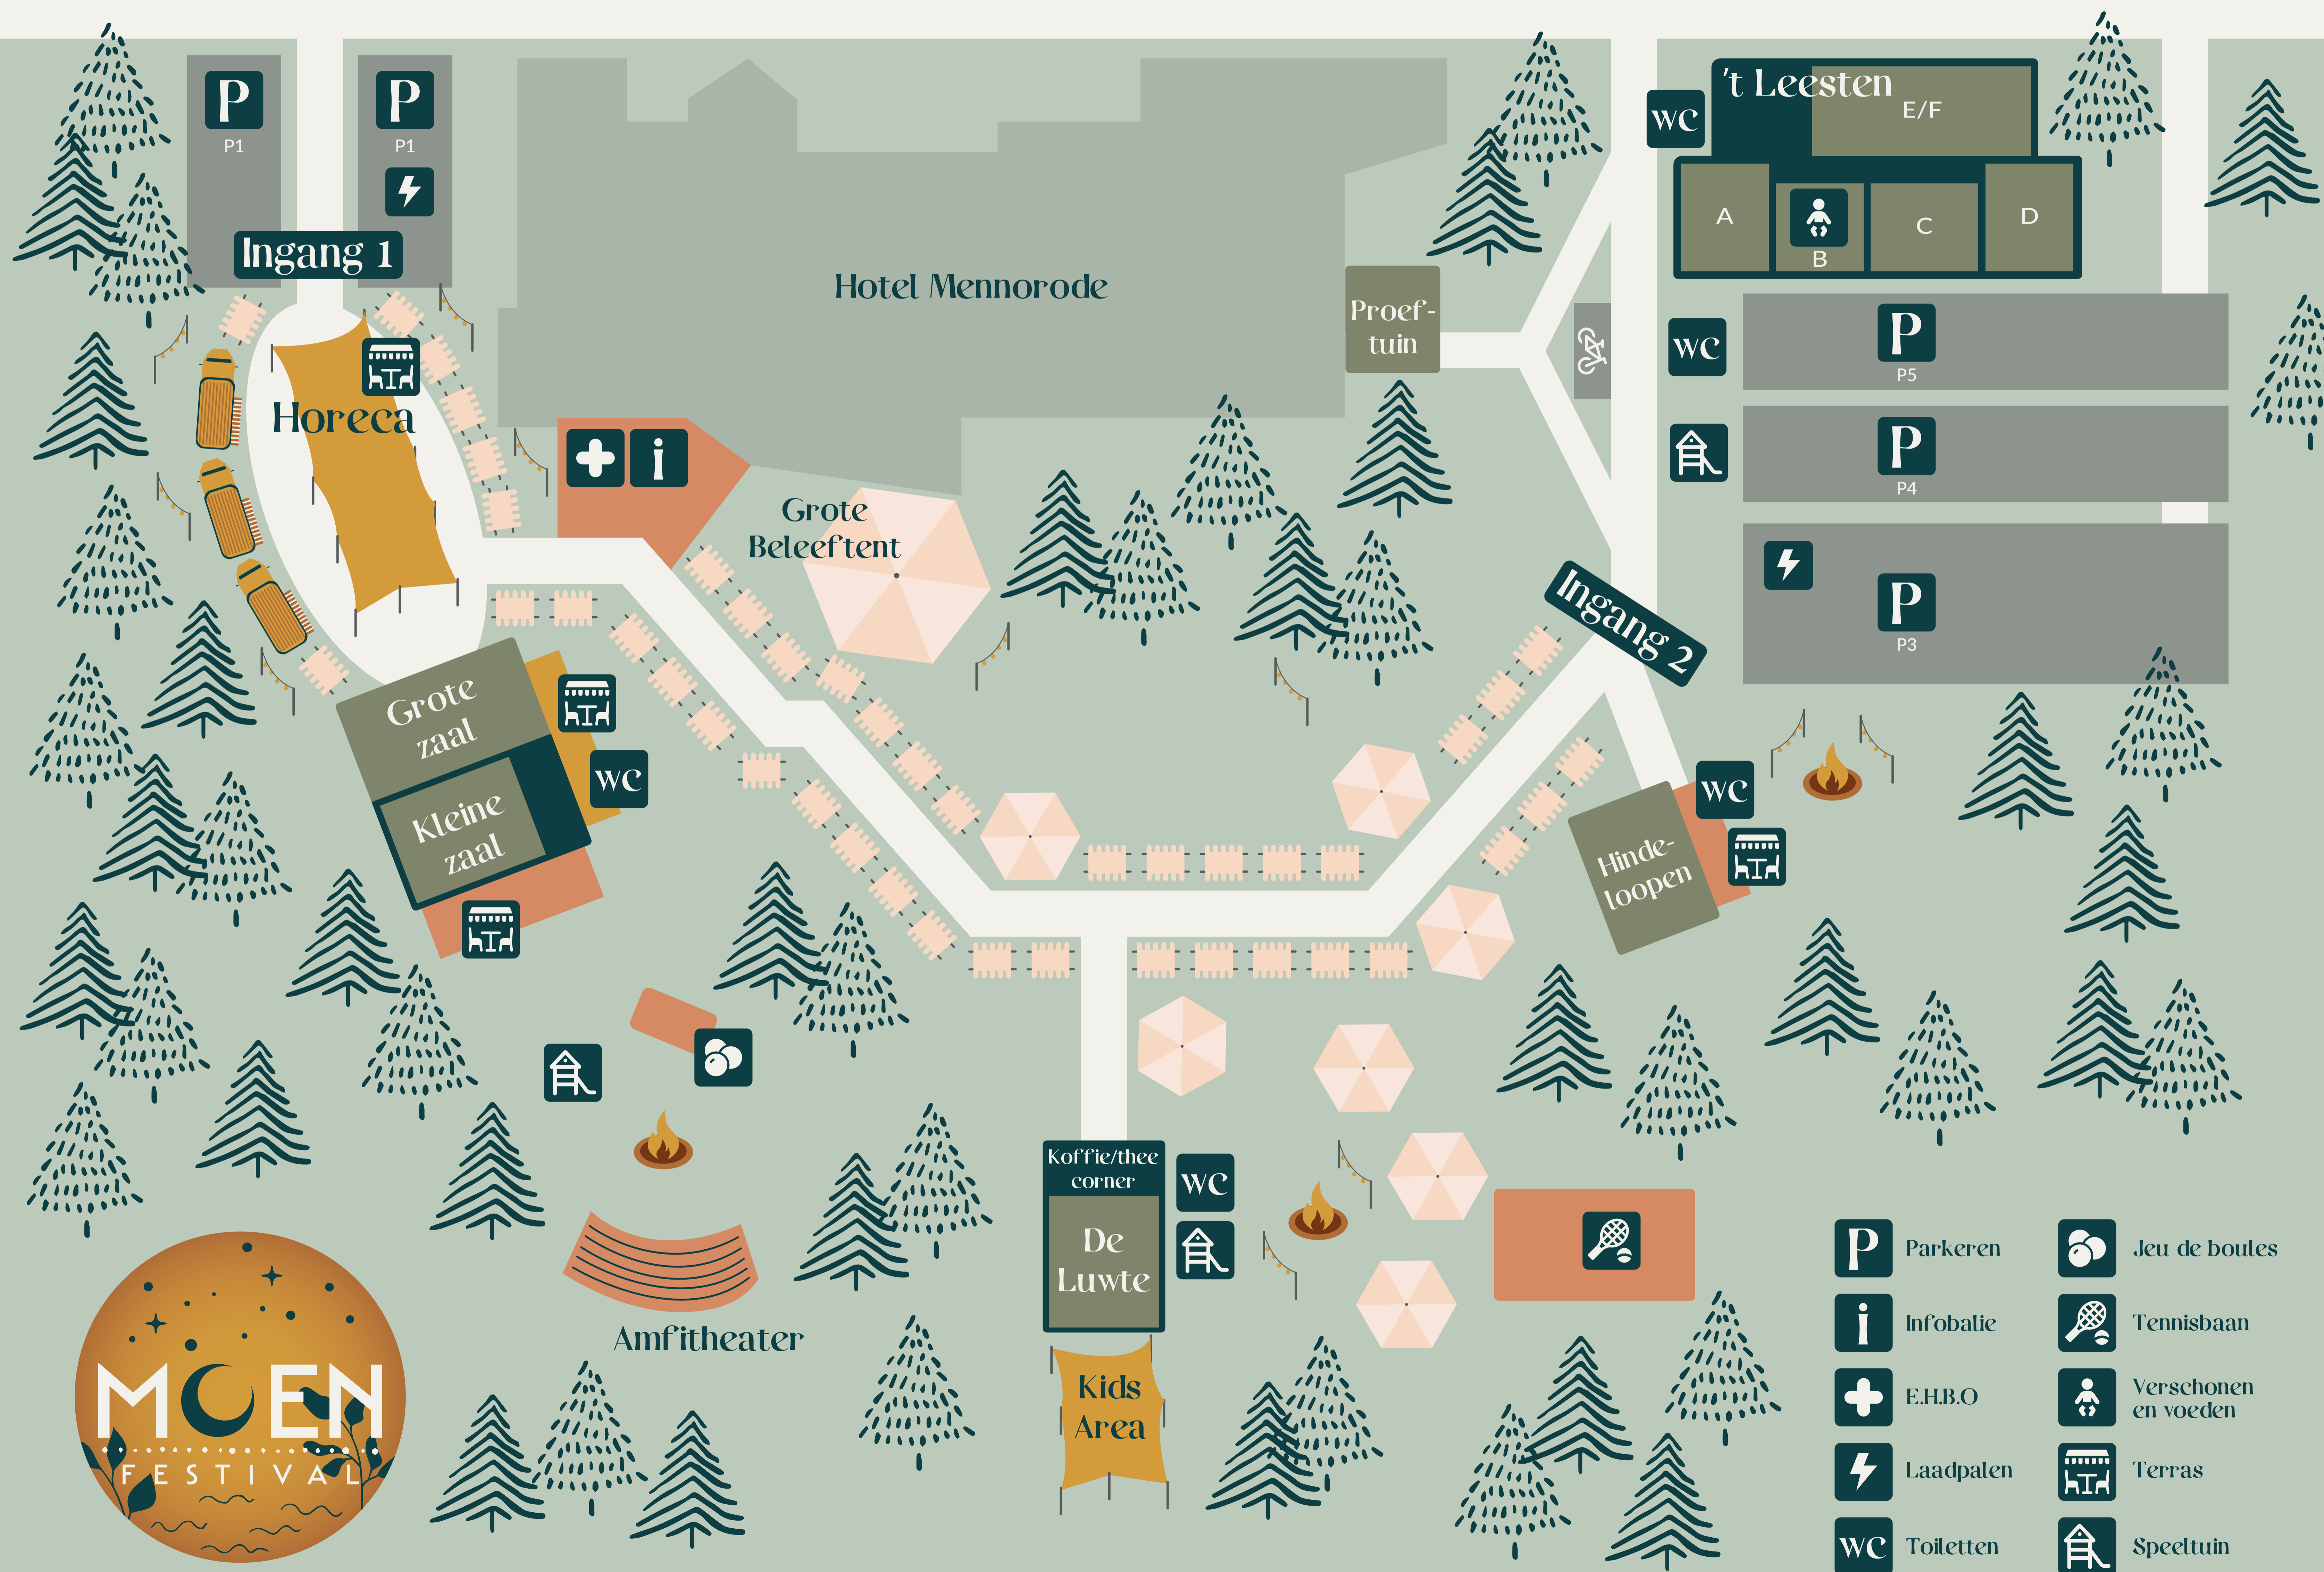 P
P1
P
P1
Ingang 1
Horeca
Hotel Mennorode
i
Grote
Beleeftent
Proef-
tuin
WC
't Leesten
E/F
A
B
C
D
WC
P
P5
P
P4
P
P3
Ingang 2
Grote
zaal
Kleine
zaal
WC
WC
Hinde-
loopen
Koffie/thee
corner
De
Luwte
WC
Kids
Area
Amfitheater
MOEN
FESTIVAL
P Parkeren
i Infobalie
E.H.B.O
Laadpalen
WC Toiletten
Jeu de boules
Tennisbaan
Verschonen
en voeden
Terras
Speeltuin